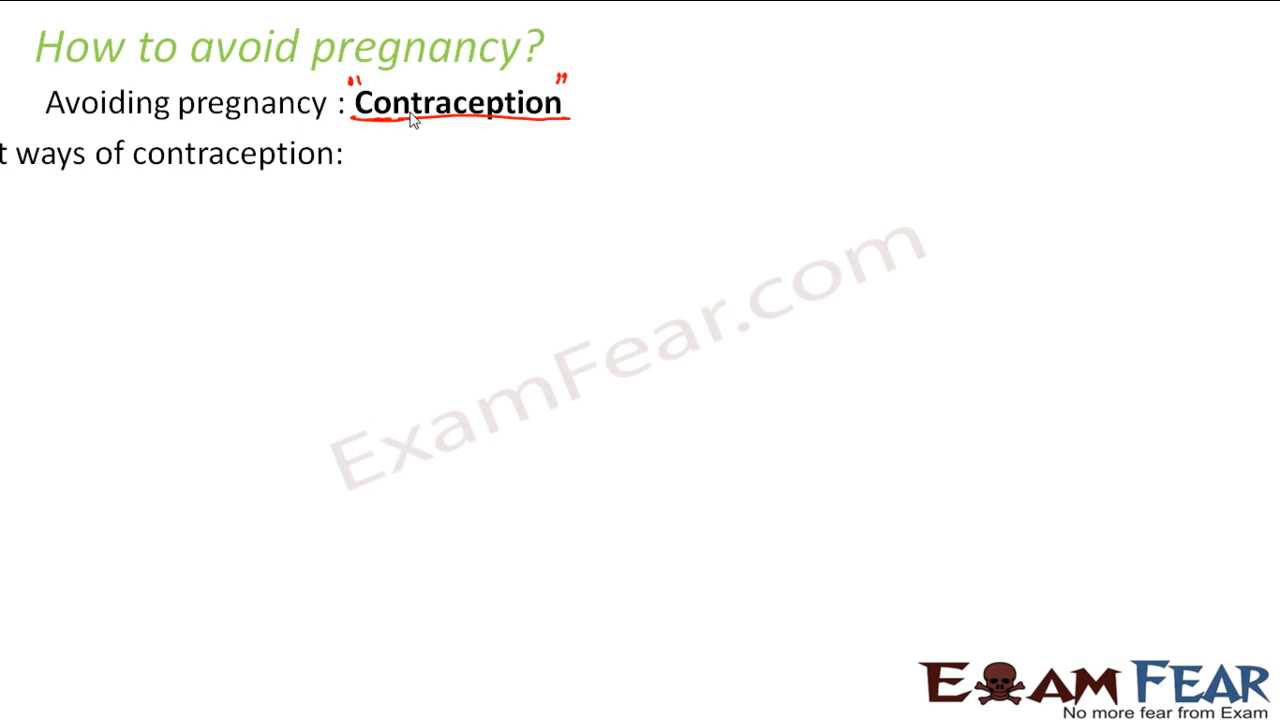 How to avoid pregnancy?
Avoiding pregnancy : "Contraception"
t ways of contraception:
ExamFear.com
EXAM FEAR
No more fear from Exam